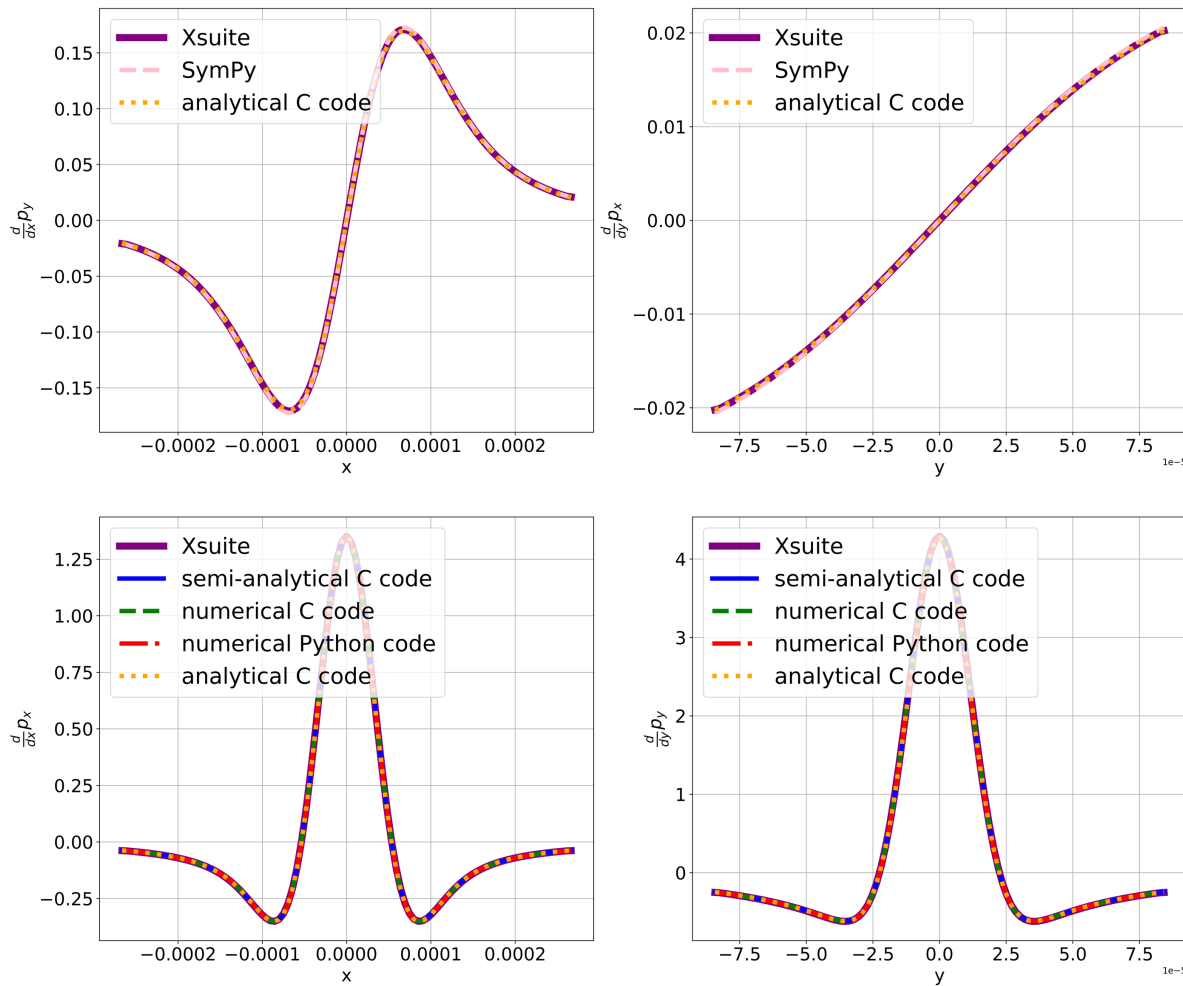 Xsuite
SymPy
analytical C code
0.15
0.10
0.05
0.00
−0.05
−0.10
−0.15
d/dx p_y
−0.0002
−0.0001
0.0000
0.0001
0.0002
x
Xsuite
SymPy
analytical C code
0.02
0.01
0.00
−0.01
−0.02
d/dy p_x
−7.5
−5.0
−2.5
0.0
2.5
5.0
7.5
1e−5
y
Xsuite
semi-analytical C code
numerical C code
numerical Python code
analytical C code
1.25
1.00
0.75
0.50
0.25
0.00
−0.25
d/dx p_x
−0.0002
−0.0001
0.0000
0.0001
0.0002
x
Xsuite
semi-analytical C code
numerical C code
numerical Python code
analytical C code
4
3
2
1
0
d/dy p_y
−7.5
−5.0
−2.5
0.0
2.5
5.0
7.5
1e−5
y